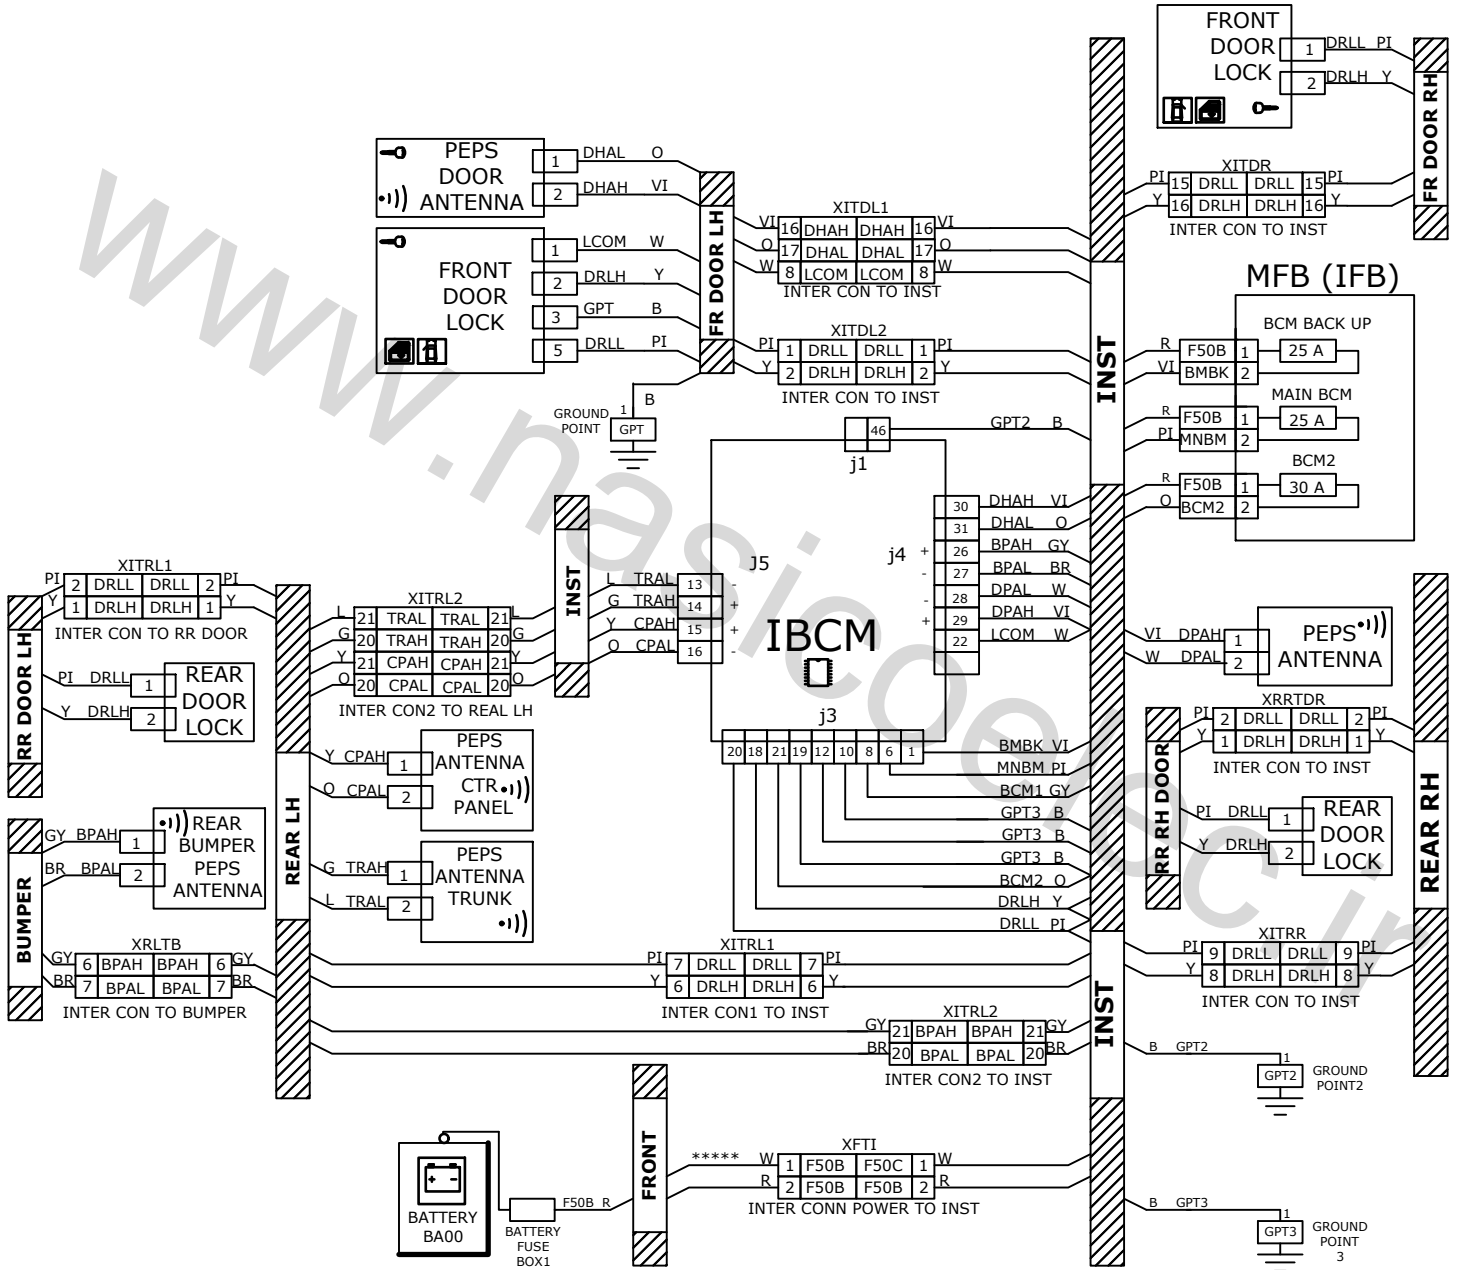 FRONT
DOOR
LOCK
1 DRLL PI
2 DRLH Y
FR DOOR RH
XITDR
PI 15 DRLL DRLL 15 PI
Y 16 DRLH DRLH 16 Y
INTER CON TO INST
PEPS
DOOR
ANTENNA
1 DHAL O
2 DHAH VI
FRONT
DOOR
LOCK
1 LCOM W
2 DRLH Y
3 GPT B
5 DRLL PI
FR DOOR LH
XITDL1
VI 16 DHAH DHAH 16 VI
O 17 DHAL DHAL 17 O
W 8 LCOM LCOM 8 W
INTER CON TO INST
XITDL2
PI 1 DRLL DRLL 1 PI
Y 2 DRLH DRLH 2 Y
INTER CON TO INST
B
GROUND
POINT
1
GPT
INST
MFB (IFB)
BCM BACK UP
R F50B 1 25 A
VI BMBK 2
MAIN BCM
R F50B 1 25 A
PI MNBM 2
BCM2
R F50B 1 30 A
O BCM2 2
46 GPT2 B
j1
IBCM
j4
30 DHAH VI
31 DHAL O
+ 26 BPAH GY
- 27 BPAL BR
- 28 DPAL W
+ 29 DPAH VI
22 LCOM W
J5
L TRAL 13 -
G TRAH 14 +
Y CPAH 15 +
O CPAL 16 -
INST
j3
20 18 21 19 12 10 8 6 1
BMBK VI
MNBM PI
BCM1 GY
GPT3 B
GPT3 B
GPT3 B
BCM2 O
DRLH Y
DRLL PI
XITRL1
PI 2 DRLL DRLL 2 PI
Y 1 DRLH DRLH 1 Y
INTER CON TO RR DOOR
RR DOOR LH
PI DRLL 1
Y DRLH 2
REAR
DOOR
LOCK
XITRL2
L 21 TRAL TRAL 21 L
G 20 TRAH TRAH 20 G
Y 21 CPAH CPAH 21 Y
O 20 CPAL CPAL 20 O
INTER CON2 TO REAL LH
Y CPAH 1
O CPAL 2
PEPS
ANTENNA
CTR
PANEL
G TRAH 1
L TRAL 2
PEPS
ANTENNA
TRUNK
REAR LH
BUMPER
GY BPAH 1
BR BPAL 2
REAR
BUMPER
PEPS
ANTENNA
XRLTB
GY 6 BPAH BPAH 6 GY
BR 7 BPAL BPAL 7 BR
INTER CON TO BUMPER
XITRL1
PI 7 DRLL DRLL 7 PI
Y 6 DRLH DRLH 6 Y
INTER CON1 TO INST
XITRL2
GY 21 BPAH BPAH 21 GY
BR 20 BPAL BPAL 20 BR
INTER CON2 TO INST
INST
VI DPAH 1
W DPAL 2
PEPS
ANTENNA
XRRTDR
PI 2 DRLL DRLL 2 PI
Y 1 DRLH DRLH 1 Y
INTER CON TO INST
RR RH DOOR
PI DRLL 1
Y DRLH 2
REAR
DOOR
LOCK
REAR RH
XITRR
PI 9 DRLL DRLL 9 PI
Y 8 DRLH DRLH 8 Y
INTER CON TO INST
B GPT2
1
GPT2
GROUND
POINT2
BATTERY
BA00
BATTERY
FUSE
BOX1
F50B R
FRONT
XFTI
***** W 1 F50B F50C 1 W
R 2 F50B F50B 2 R
INTER CONN POWER TO INST
B GPT3
1
GPT3
GROUND
POINT
3
www.nasicoelec.ir